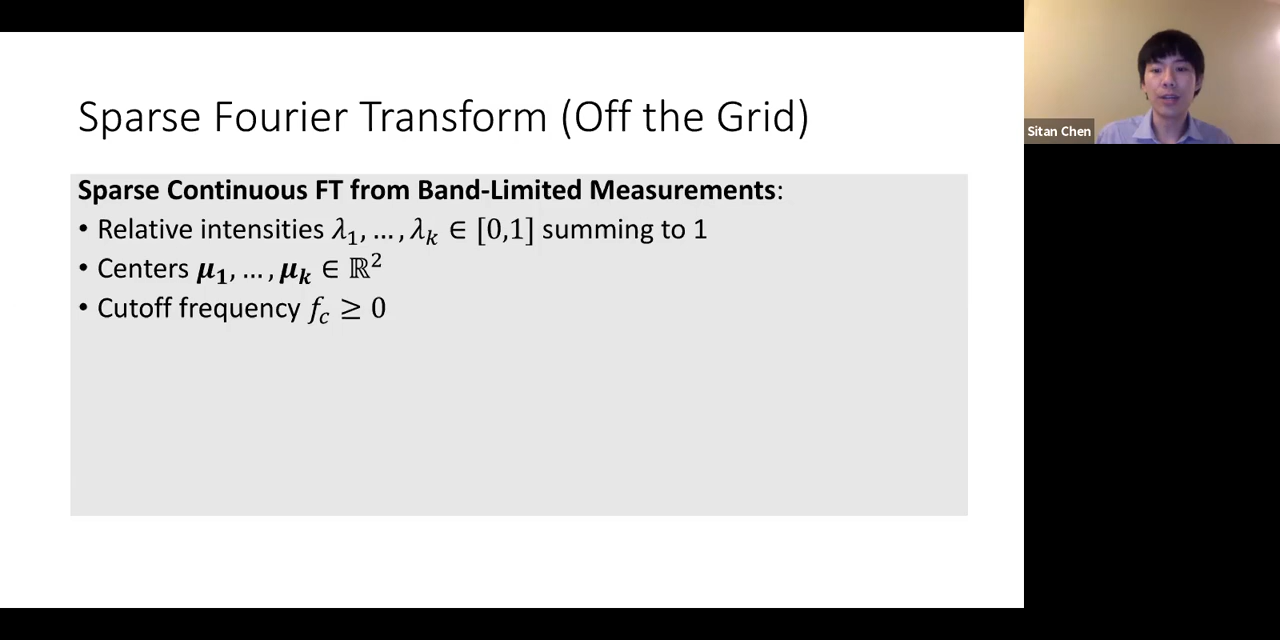 Sparse Fourier Transform (Off the Grid)
Sparse Continuous FT from Band-Limited Measurements:
• Relative intensities λ₁, …, λₖ ∈ [0,1] summing to 1
• Centers μ₁, …, μₖ ∈ ℝ²
• Cutoff frequency f_c ≥ 0
Sitan Chen